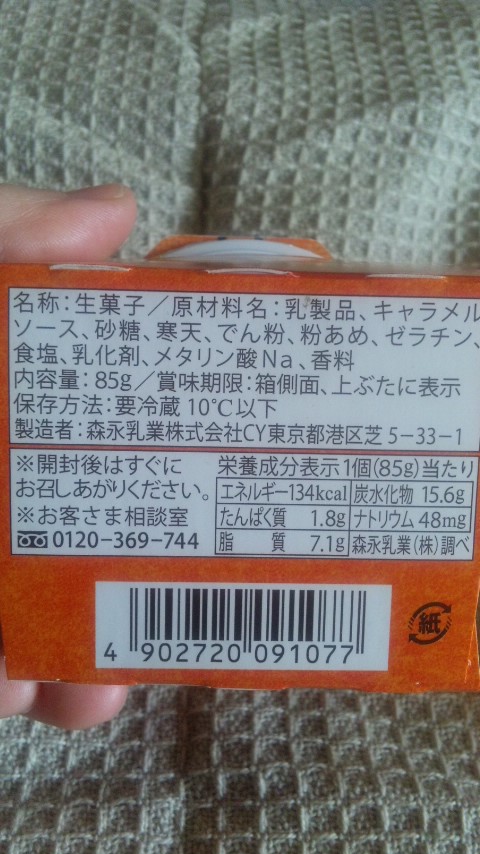 名称:生菓子/原材料名:乳製品、キャラメル
ソース、砂糖、寒天、でん粉、粉あめ、ゼラチン、
食塩、乳化剤、メタリン酸Na、香料
内容量:85g/賞味期限:箱側面、上ぶたに表示
保存方法:要冷蔵10℃以下
製造者:森永乳業株式会社CY東京都港区芝5-33-1
※開封後はすぐに
お召しあがりください。
※お客さま相談室
0120-369-744
栄養成分表示1個(85g)当たり
エネルギー134kcal 炭水化物 15.6g
たんぱく質 1.8g ナトリウム 48mg
脂 質 7.1g 森永乳業(株)調べ
4 902720 091077
紙